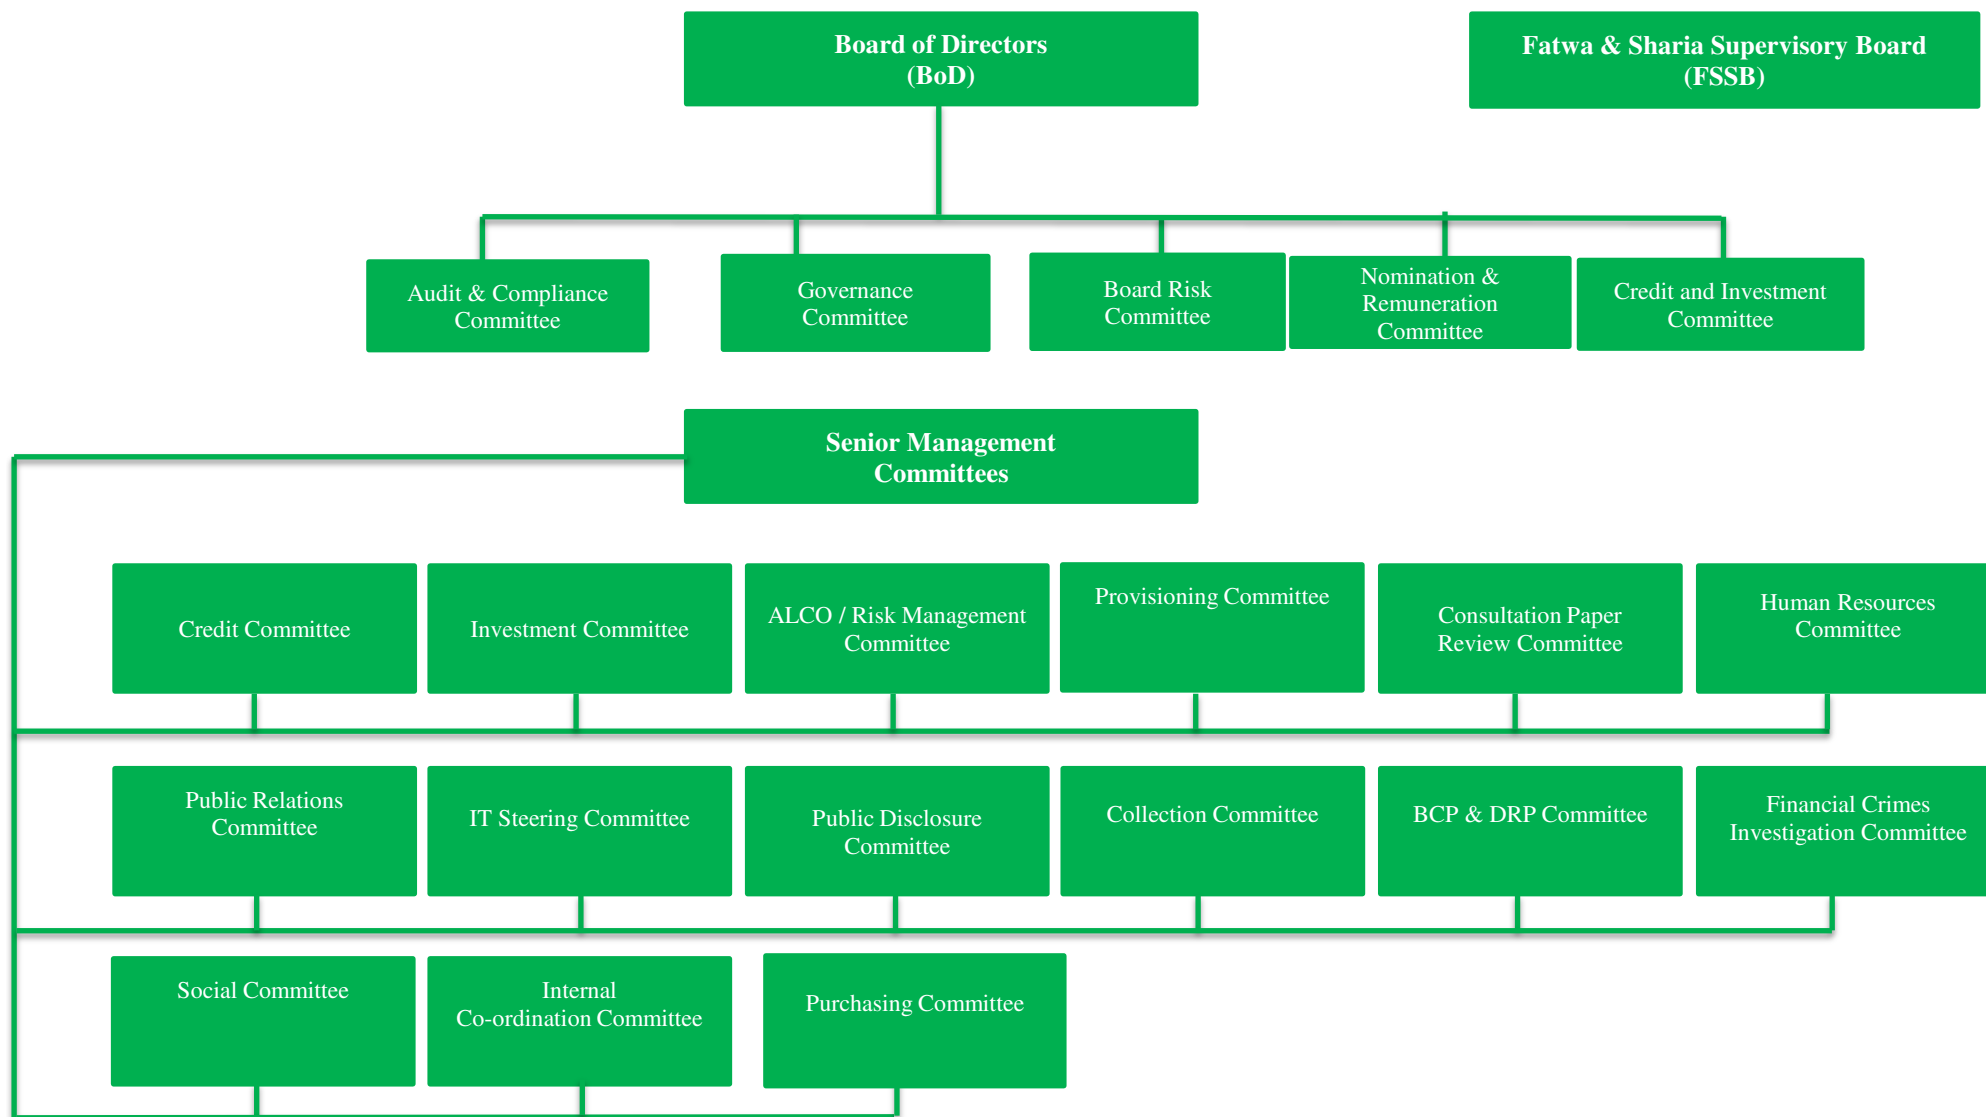 Board of Directors
(BoD)
Fatwa & Sharia Supervisory Board
(FSSB)
Audit & Compliance
Committee
Governance
Committee
Board Risk
Committee
Nomination &
Remuneration
Committee
Credit and Investment
Committee
Senior Management
Committees
Credit Committee
Investment Committee
ALCO / Risk Management
Committee
Provisioning Committee
Consultation Paper
Review Committee
Human Resources
Committee
Public Relations
Committee
IT Steering Committee
Public Disclosure
Committee
Collection Committee
BCP & DRP Committee
Financial Crimes
Investigation Committee
Social Committee
Internal
Co-ordination Committee
Purchasing Committee